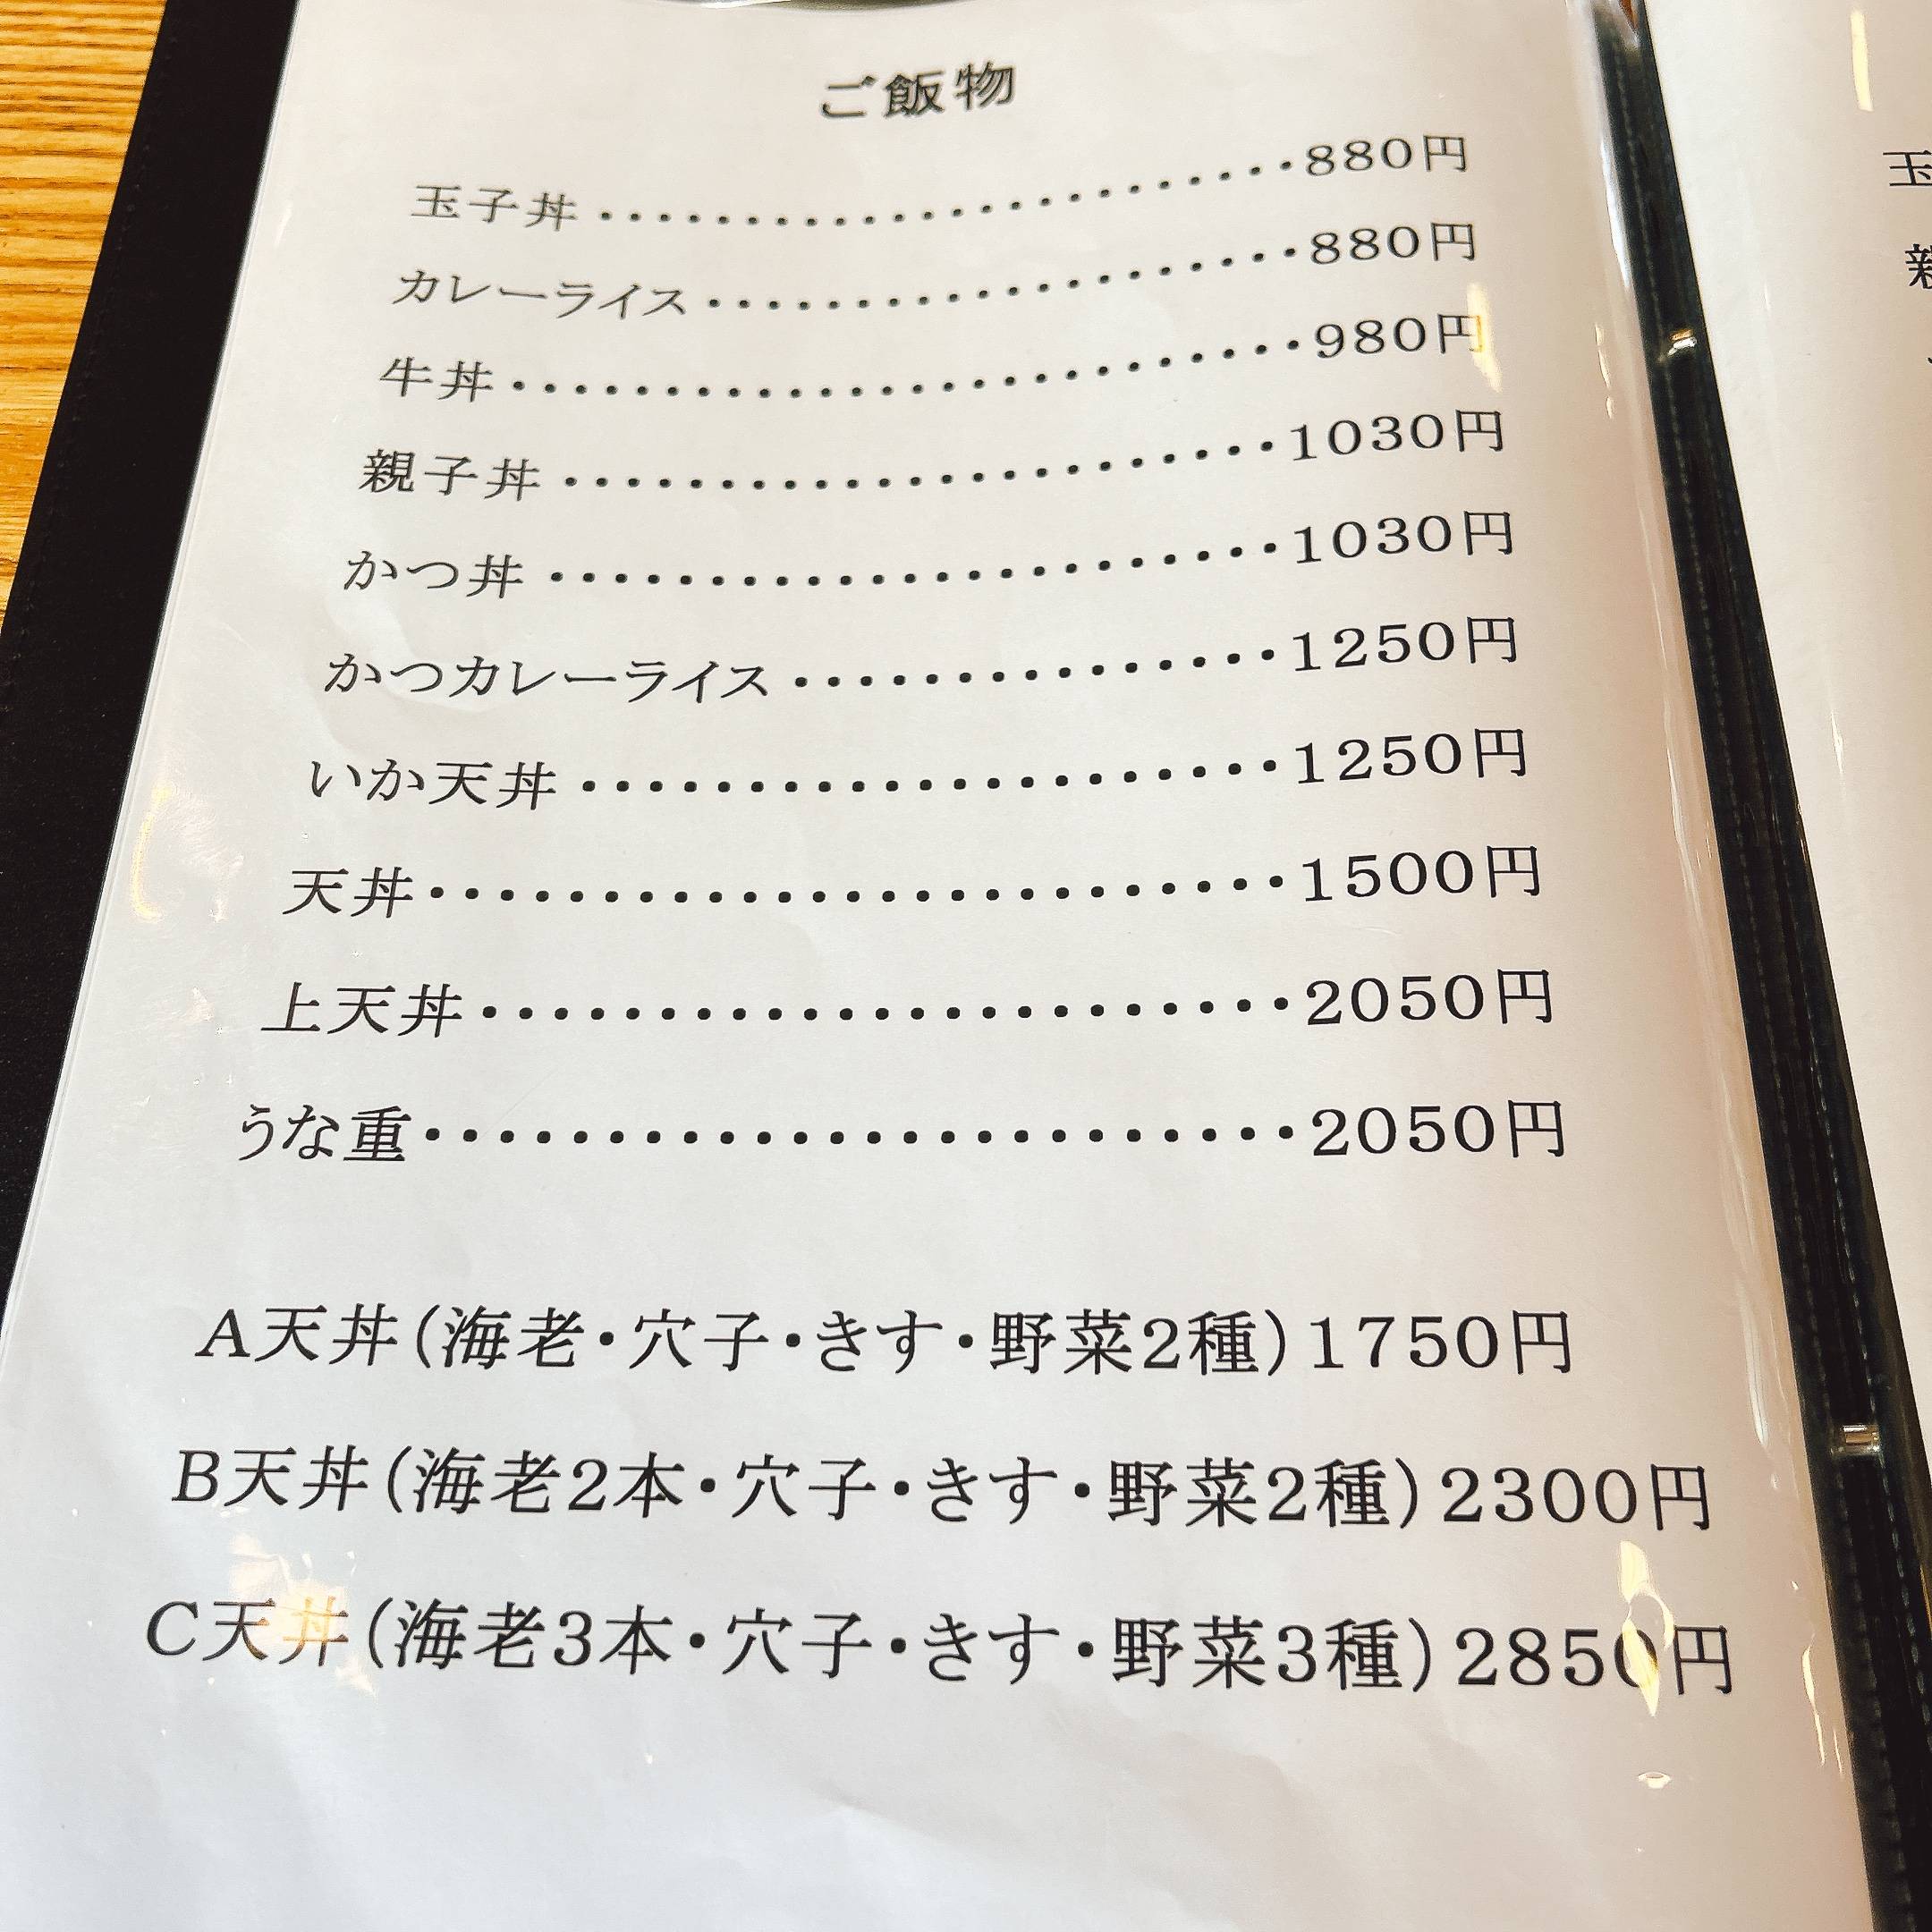 ご飯物
玉子丼・・・・・・・・・・・・・・・・・・・・・・・880円
カレーライス・・・・・・・・・・・・・・・・・・・880円
牛丼・・・・・・・・・・・・・・・・・・・・・・・・・980円
親子丼・・・・・・・・・・・・・・・・・・・・・・・1030円
かつ丼・・・・・・・・・・・・・・・・・・・・・・・1030円
かつカレーライス・・・・・・・・・・・・・・・1250円
いか天丼・・・・・・・・・・・・・・・・・・・・・1250円
天丼・・・・・・・・・・・・・・・・・・・・・・・・・1500円
上天丼・・・・・・・・・・・・・・・・・・・・・・・2050円
うな重・・・・・・・・・・・・・・・・・・・・・・・・2050円
A天丼(海老・穴子・きす・野菜2種)1750円
B天丼(海老2本・穴子・きす・野菜2種)2300円
C天丼(海老3本・穴子・きす・野菜3種)2850円
玉